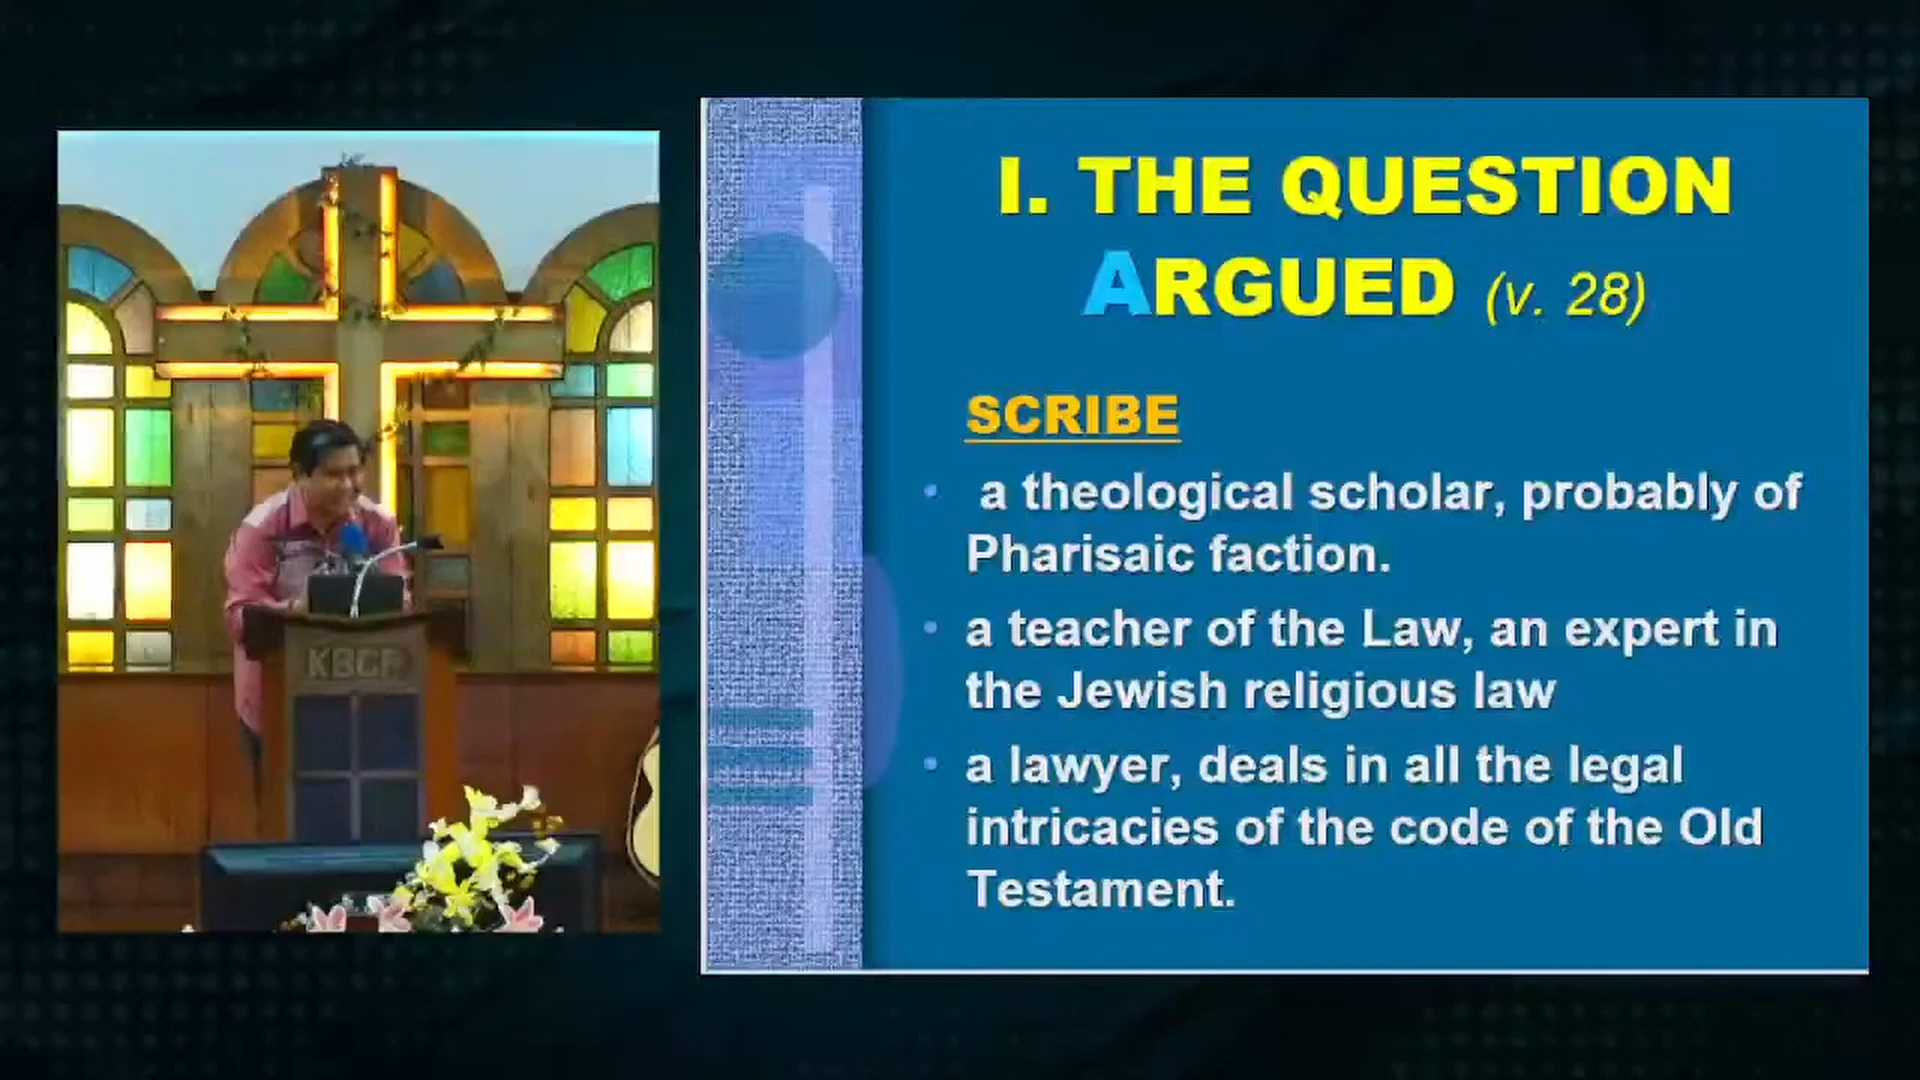 I. THE QUESTION
ARGUED (v. 28)
SCRIBE
• a theological scholar, probably of
Pharisaic faction.
• a teacher of the Law, an expert in
the Jewish religious law
• a lawyer, deals in all the legal
intricacies of the code of the Old
Testament.
KBCF